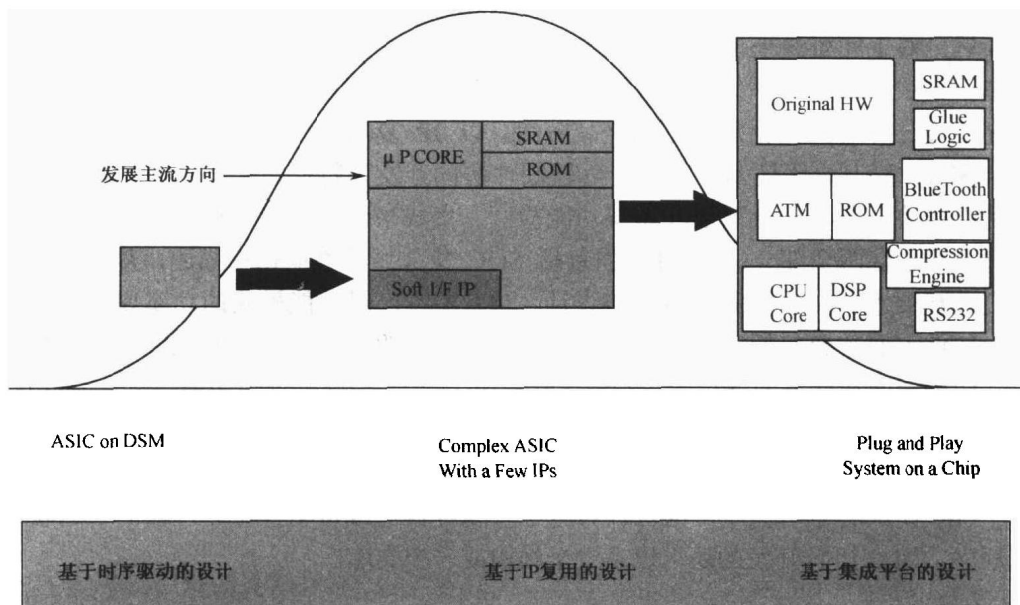 Original HW
SRAM
Glue
Logic
μP CORE
SRAM
ROM
发展主流方向
ATM
ROM
BlueTooth
Controller
Compression
Engine
Soft I/F IP
CPU
Core
DSP
Core
RS232
ASIC on DSM
Complex ASIC
With a Few IPs
Plug and Play
System on a Chip
基于时序驱动的设计
基于IP复用的设计
基于集成平台的设计